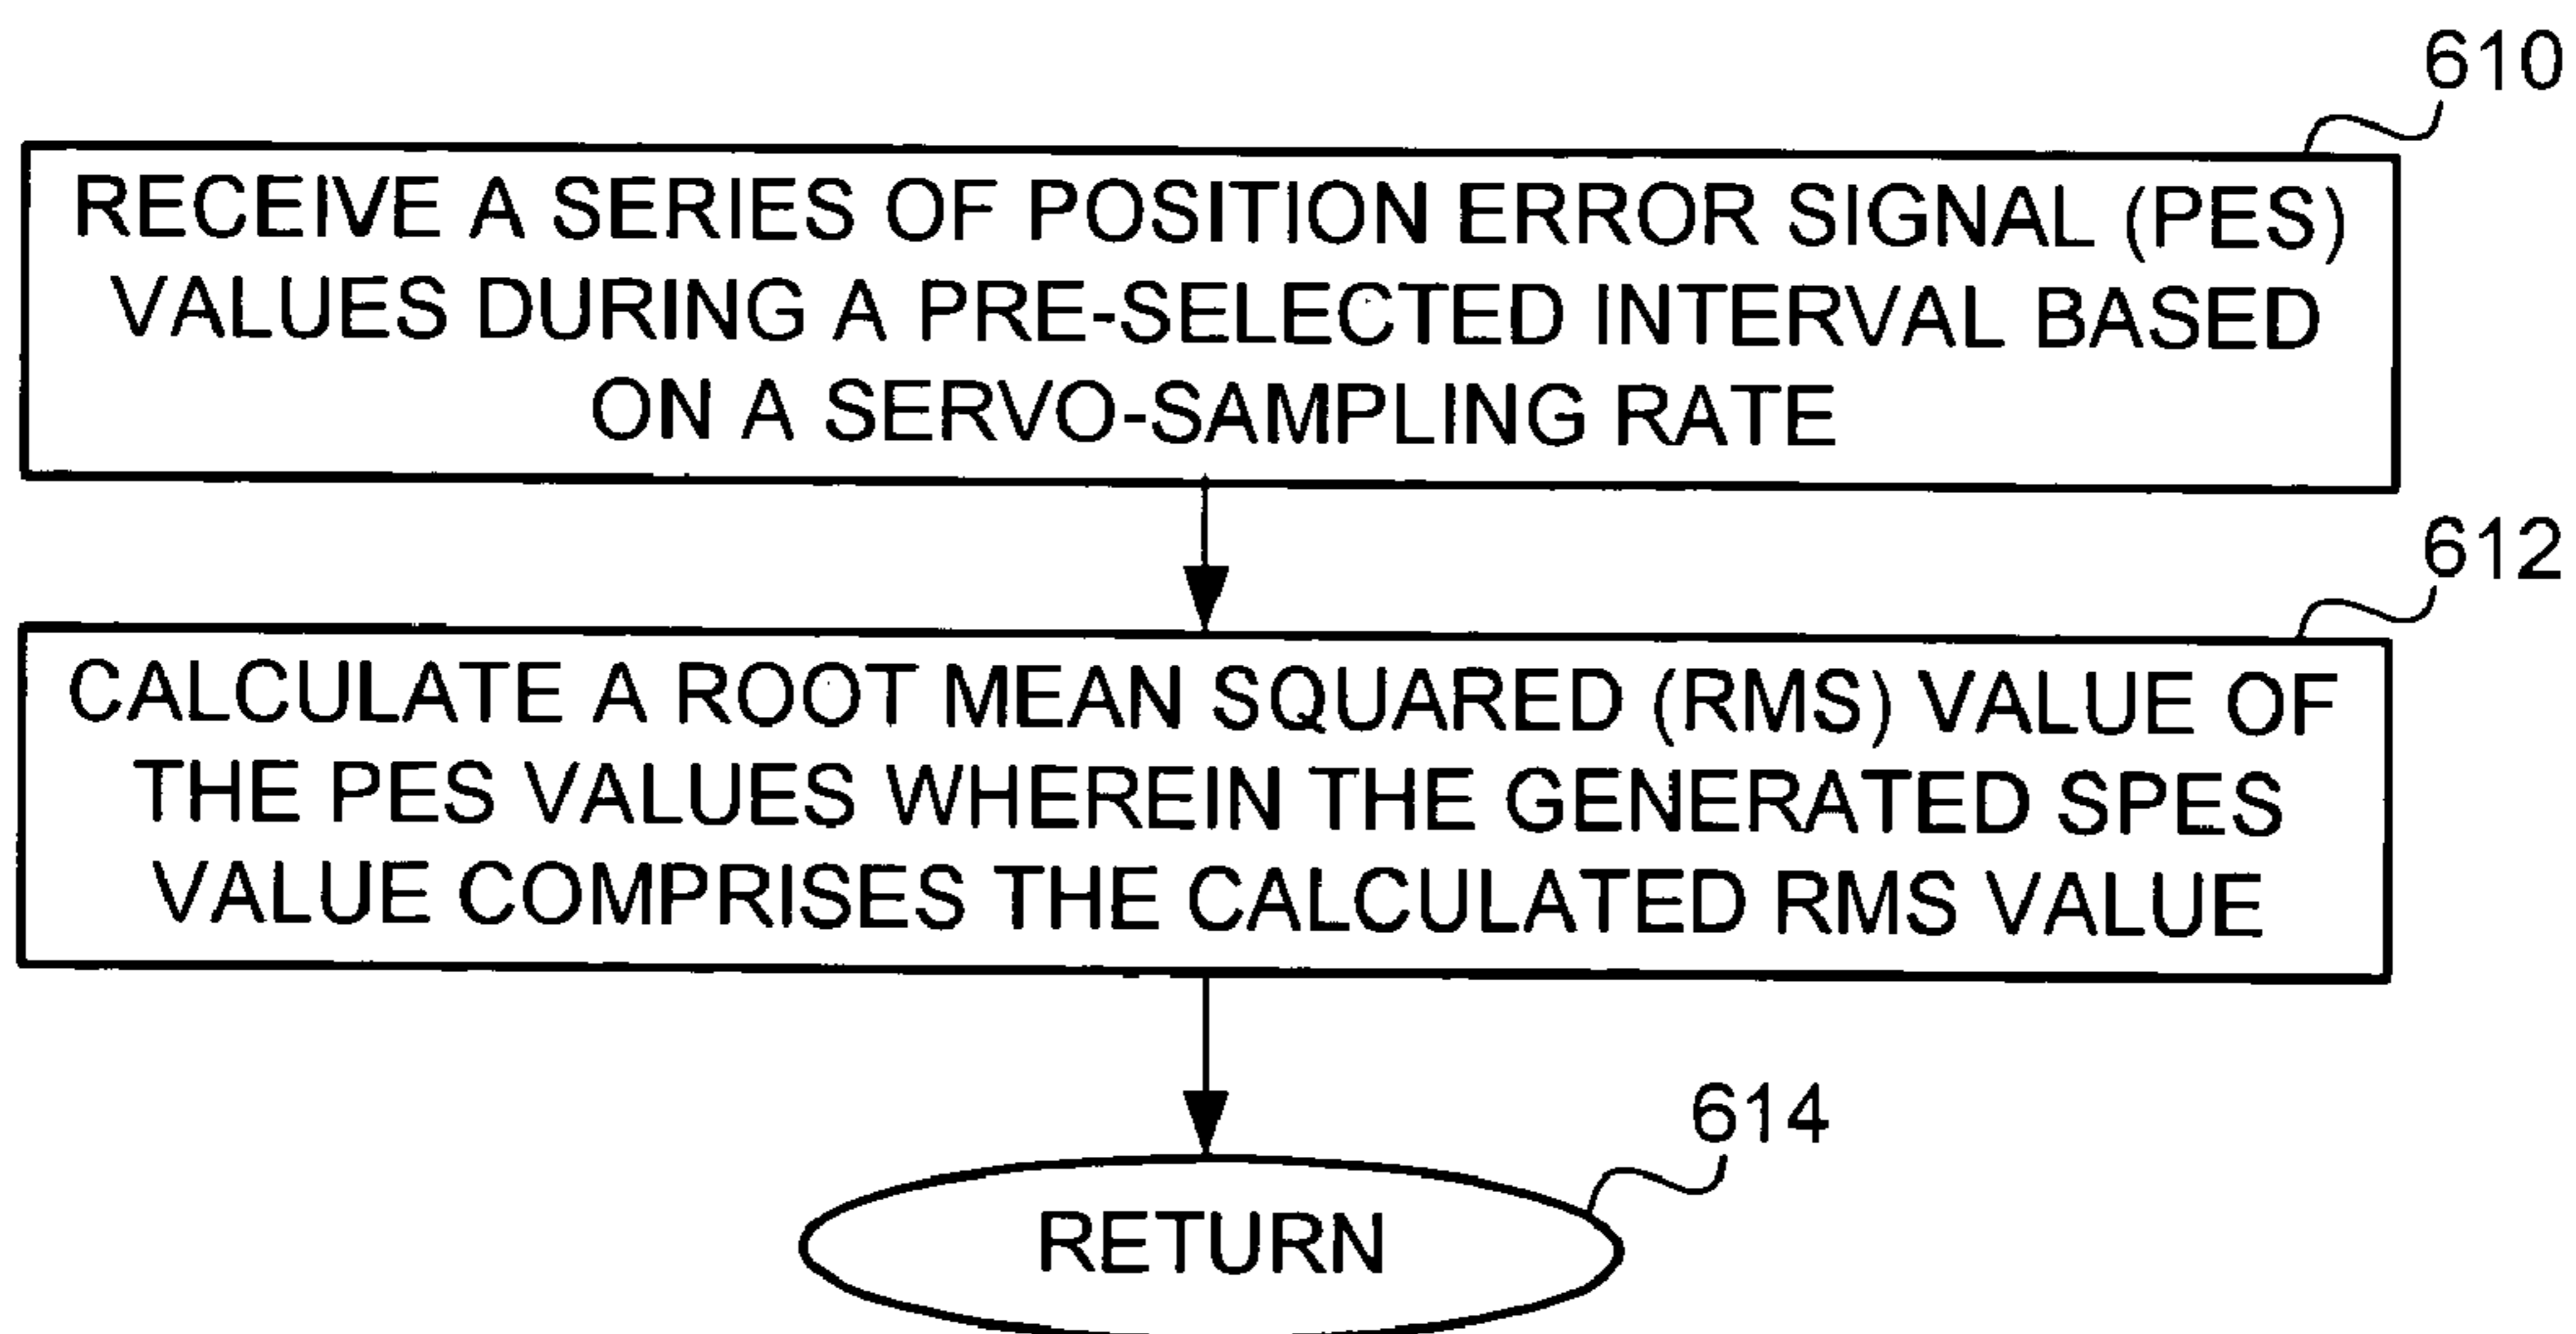 610
RECEIVE A SERIES OF POSITION ERROR SIGNAL (PES)
VALUES DURING A PRE-SELECTED INTERVAL BASED
ON A SERVO-SAMPLING RATE
612
CALCULATE A ROOT MEAN SQUARED (RMS) VALUE OF
THE PES VALUES WHEREIN THE GENERATED SPES
VALUE COMPRISES THE CALCULATED RMS VALUE
614
RETURN